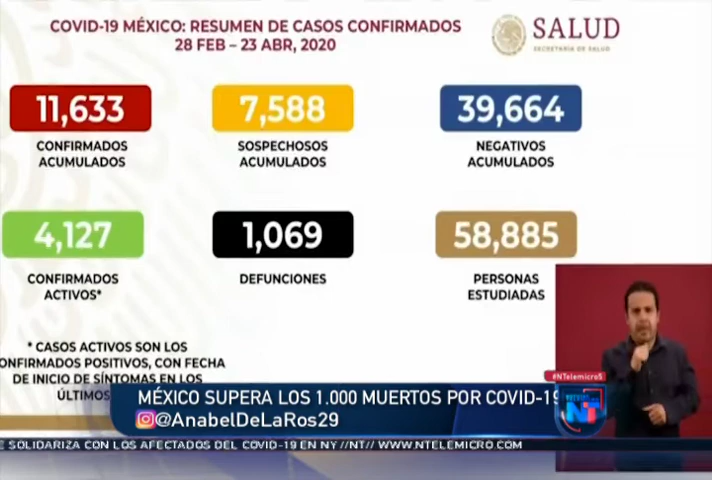 COVID-19 MÉXICO: RESUMEN DE CASOS CONFIRMADOS
28 FEB – 23 ABR, 2020
SALUD
SECRETARÍA DE SALUD
11,633
CONFIRMADOS
ACUMULADOS
7,588
SOSPECHOSOS
ACUMULADOS
39,664
NEGATIVOS
ACUMULADOS
4,127
CONFIRMADOS
ACTIVOS*
1,069
DEFUNCIONES
58,885
PERSONAS
ESTUDIADAS
* CASOS ACTIVOS SON LOS
ONFIRMADOS POSITIVOS, CON FECHA
DE INICIO DE SÍNTOMAS EN LOS
ÚLTIMOS
#NTelemicro5
MÉXICO SUPERA LOS 1.000 MUERTOS POR COVID-19
NT
@AnabelDeLaRos29
E SOLIDARIZA CON LOS AFECTADOS DEL COVID-19 EN NY //NT// WWW.NTELEMICRO.COM